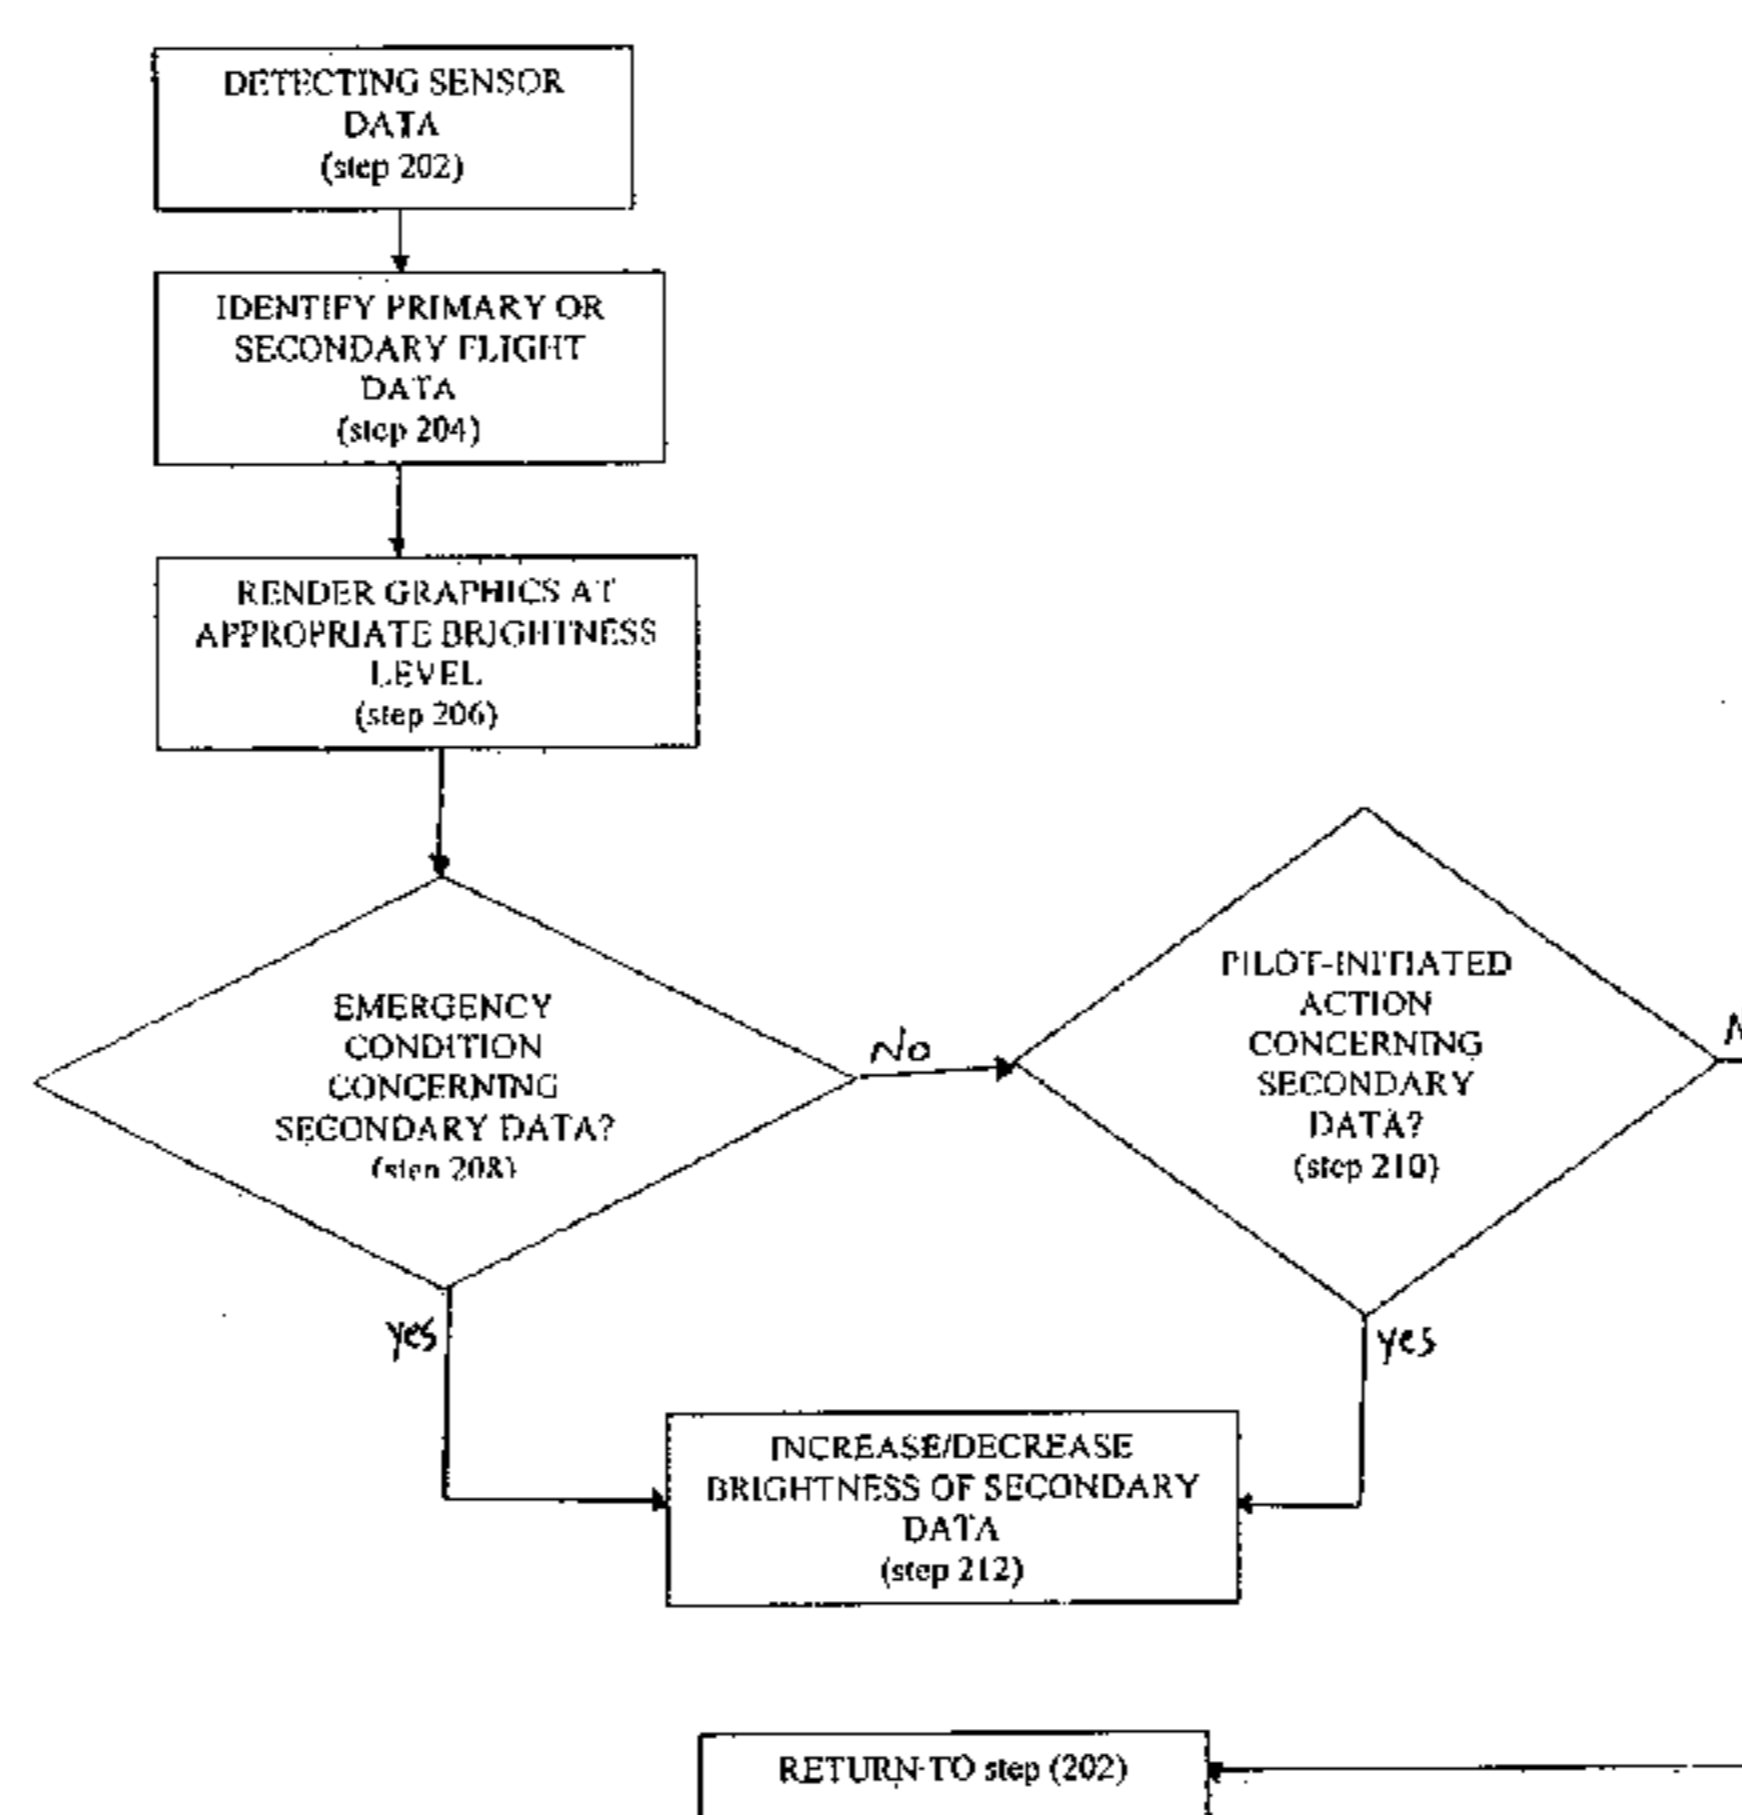 DETECTING SENSOR
DATA
(step 202)
IDENTIFY PRIMARY OR
SECONDARY FLIGHT
DATA
(step 204)
RENDER GRAPHICS AT
APPROPRIATE BRIGHTNESS
LEVEL
(step 206)
EMERGENCY
CONDITION
CONCERNING
SECONDARY DATA?
(step 208)
No
PILOT-INITIATED
ACTION
CONCERNING
SECONDARY
DATA?
(step 210)
yes
yes
INCREASE/DECREASE
BRIGHTNESS OF SECONDARY
DATA
(step 212)
RETURN TO step (202)